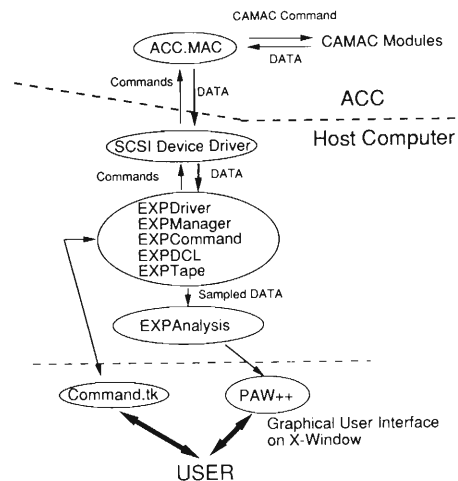 CAMAC Command
ACC.MAC
CAMAC Modules
DATA
Commands
DATA
ACC
Host Computer
SCSI Device Driver
Commands
DATA
EXPDriver
EXPManager
EXPCommand
EXPDCL
EXPTape
Sampled DATA
EXPAnalysis
Command.tk
PAW++
Graphical User Interface
on X-Window
USER